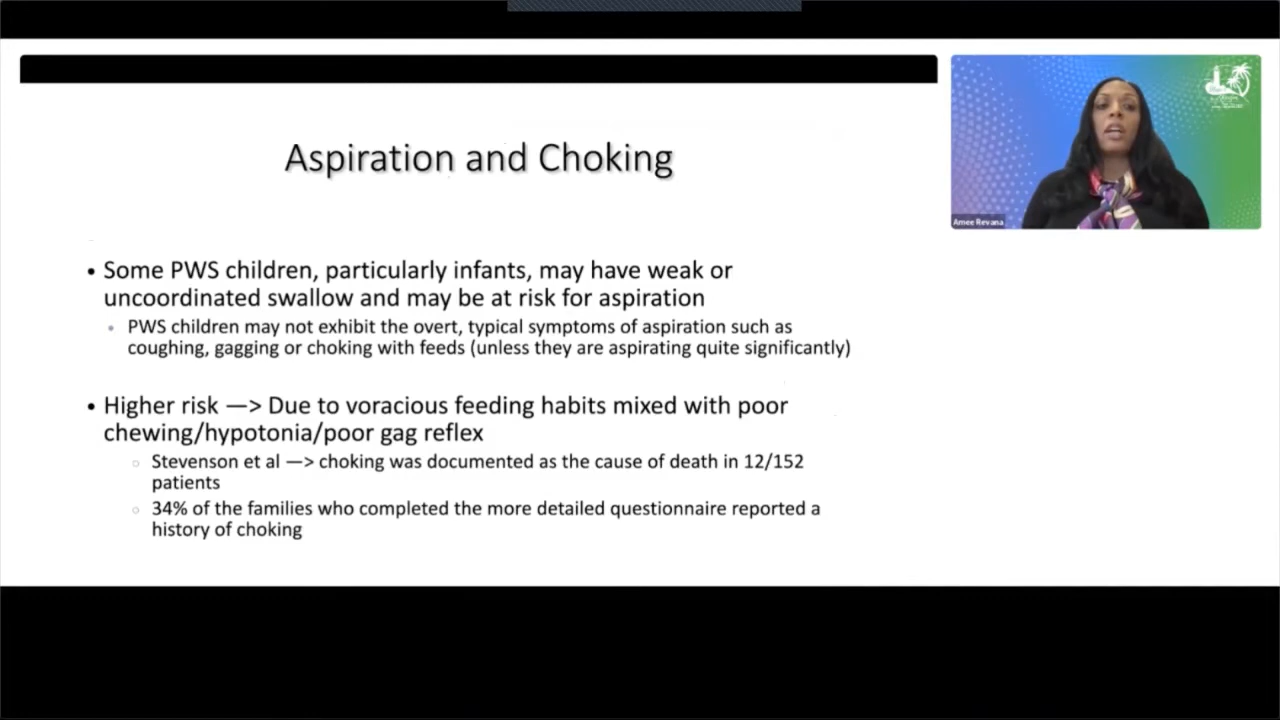 Aspiration and Choking
Amee Revana
• Some PWS children, particularly infants, may have weak or
uncoordinated swallow and may be at risk for aspiration
• PWS children may not exhibit the overt, typical symptoms of aspiration such as
coughing, gagging or choking with feeds (unless they are aspirating quite significantly)
• Higher risk —> Due to voracious feeding habits mixed with poor
chewing/hypotonia/poor gag reflex
○ Stevenson et al —> choking was documented as the cause of death in 12/152
patients
○ 34% of the families who completed the more detailed questionnaire reported a
history of choking